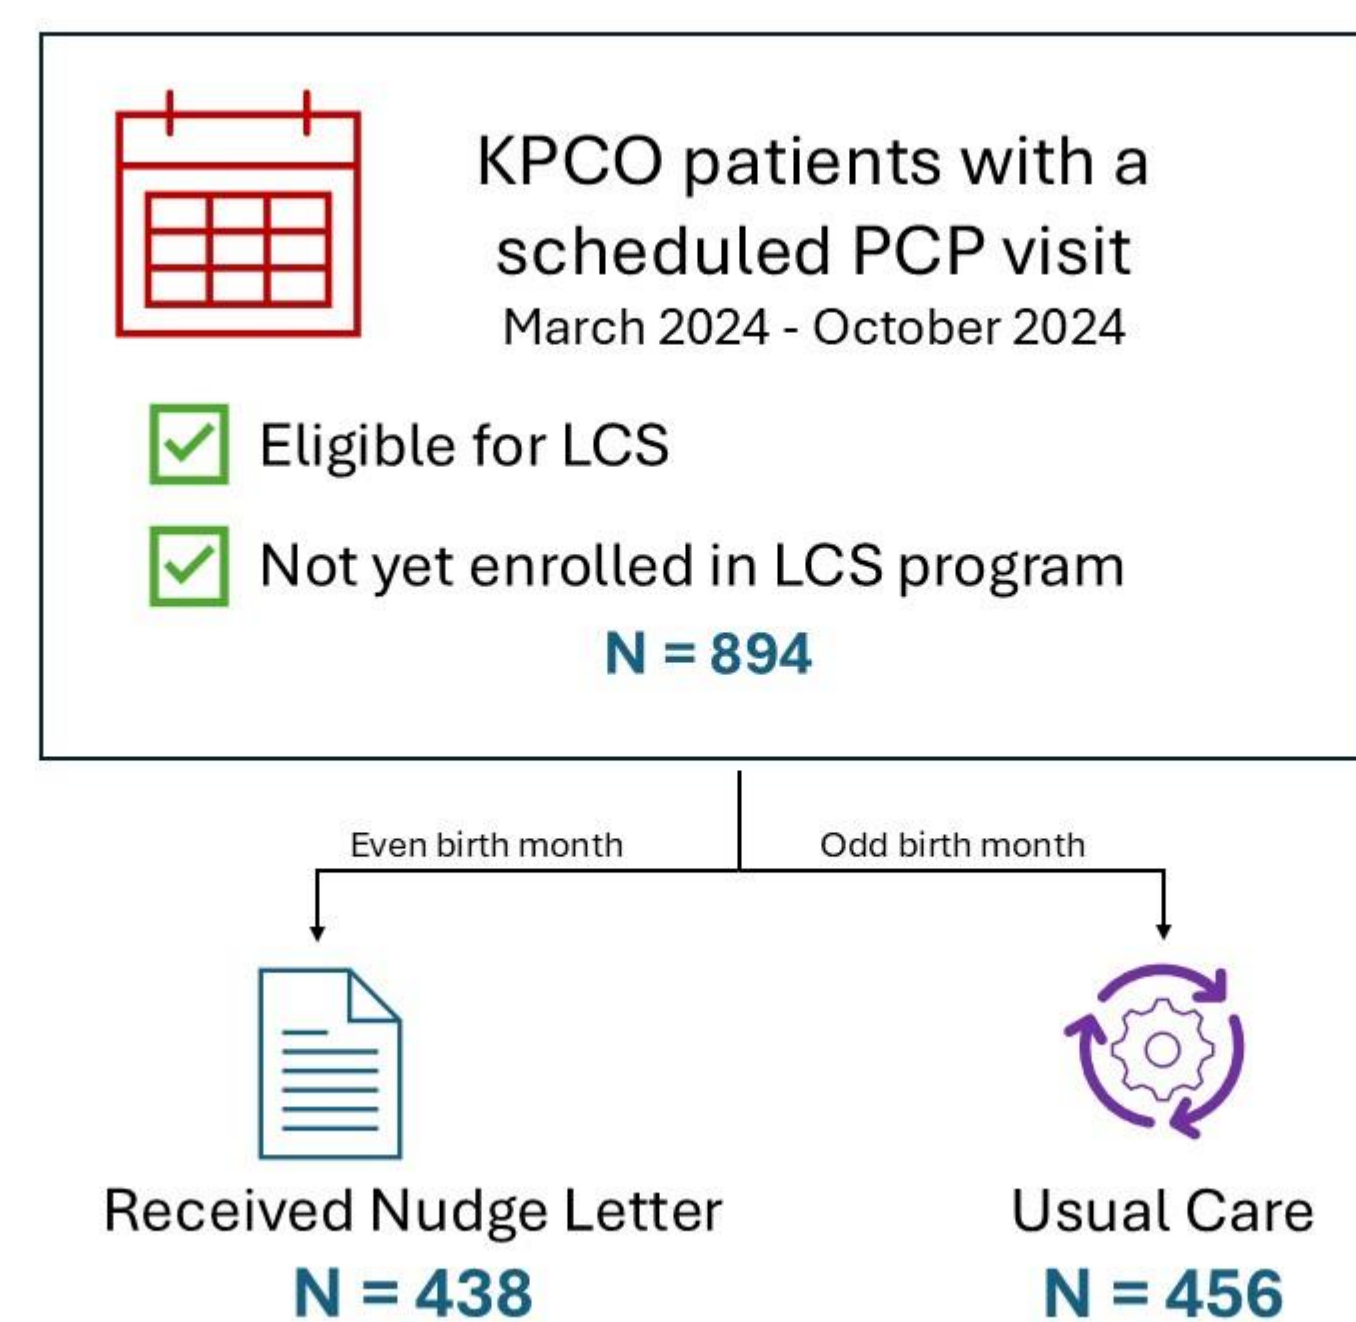 KPCO patients with a
scheduled PCP visit
March 2024 - October 2024
Eligible for LCS
Not yet enrolled in LCS program
N = 894
Even birth month
Odd birth month
Received Nudge Letter
N = 438
Usual Care
N = 456